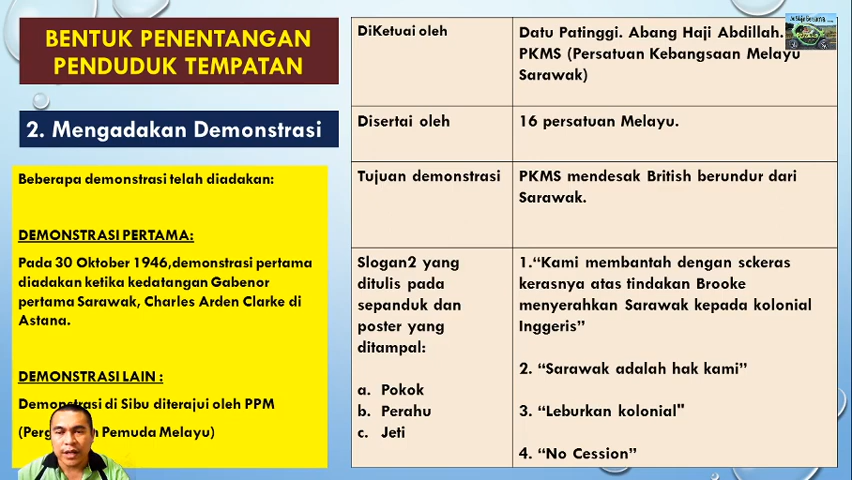 BENTUK PENENTANGAN
PENDUDUK TEMPATAN
2. Mengadakan Demonstrasi
Beberapa demonstrasi telah diadakan:
DEMONSTRASI PERTAMA:
Pada 30 Oktober 1946,demonstrasi pertama
diadakan ketika kedatangan Gabenor
pertama Sarawak, Charles Arden Clarke di
Astana.
DEMONSTRASI LAIN :
Demonstrasi di Sibu diterajui oleh PPM
Pemuda Melayu)
DiKetuai oleh
Datu Patinggi. Abang Haji Abdillah.
PKMS (Persatuan Kebangsaan Melayu
Sarawak)
Disertai oleh
16 persatuan Melayu.
Tujuan demonstrasi
PKMS mendesak British berundur dari
Sarawak.
Slogan2 yang
ditulis pada
sepanduk dan
poster yang
ditampal:
a. Pokok
b. Perahu
c. Jeti
1.“Kami membantah dengan sckeras
kerasnya atas tindakan Brooke
menyerahkan Sarawak kepada kolonial
Inggeris”
2. “Sarawak adalah hak kami”
3. “Leburkan kolonial"
4. “No Cession”